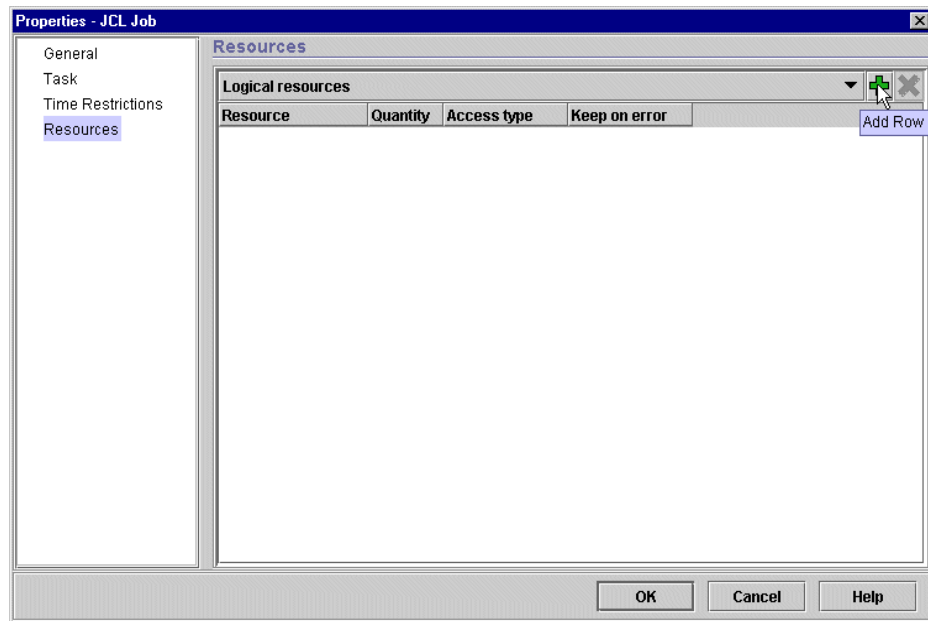 Properties - JCL Job
General
Task
Time Restrictions
Resources
Resources
Logical resources
Resource Quantity Access type Keep on error
Add Row
OK Cancel Help